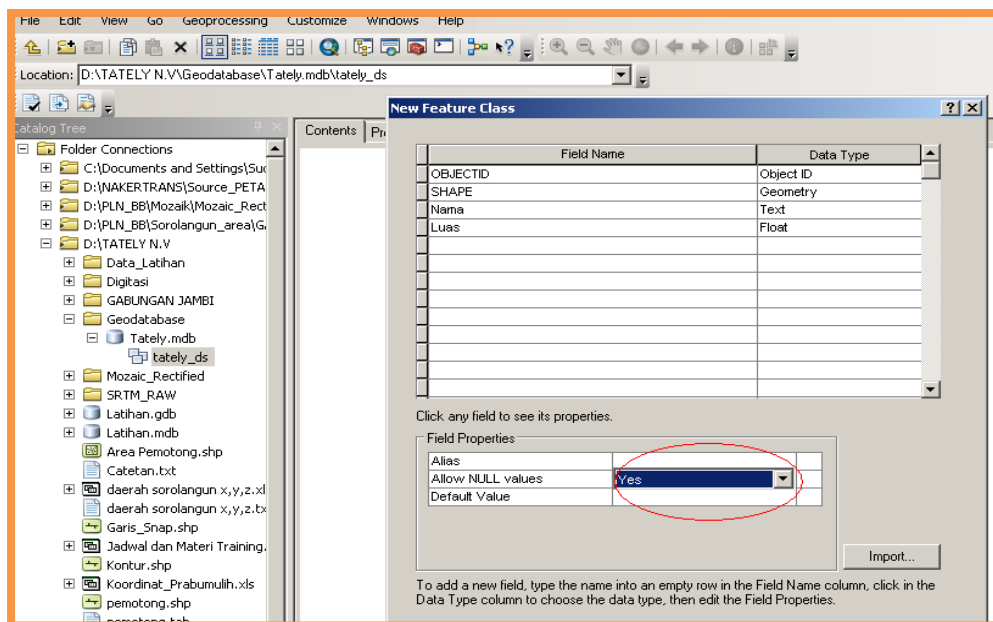 File Edit View Go Geoprocessing Customize Windows Help
Location: D:\TATELY N.V\Geodatabase\Tately.mdb\tately_ds
Catalog Tree
Folder Connections
C:\Documents and Settings\Suc
D:\NAKERTRANS\Source_PETA
D:\PLN_BB\Mozaik\Mozaic_Rect
D:\PLN_BB\Sorolangun_area\G
D:\TATELY N.V
Data_Latihan
Digitasi
GABUNGAN JAMBI
Geodatabase
Tately.mdb
tately_ds
Mozaic_Rectified
SRTM_RAW
Latihan.gdb
Latihan.mdb
Area Pemotong.shp
Catetan.txt
daerah sorolangun x,y,z.xl
daerah sorolangun x,y,z.tx
Garis_Snap.shp
Jadwal dan Materi Training.
Kontur.shp
Koordinat_Prabumulih.xls
pemotong.shp
pemotong.tab
Contents Pr
New Feature Class
Field Name Data Type
OBJECTID Object ID
SHAPE Geometry
Nama Text
Luas Float
Click any field to see its properties.
Field Properties
Alias
Allow NULL values Yes
Default Value
Import...
To add a new field, type the name into an empty row in the Field Name column, click in the
Data Type column to choose the data type, then edit the Field Properties.